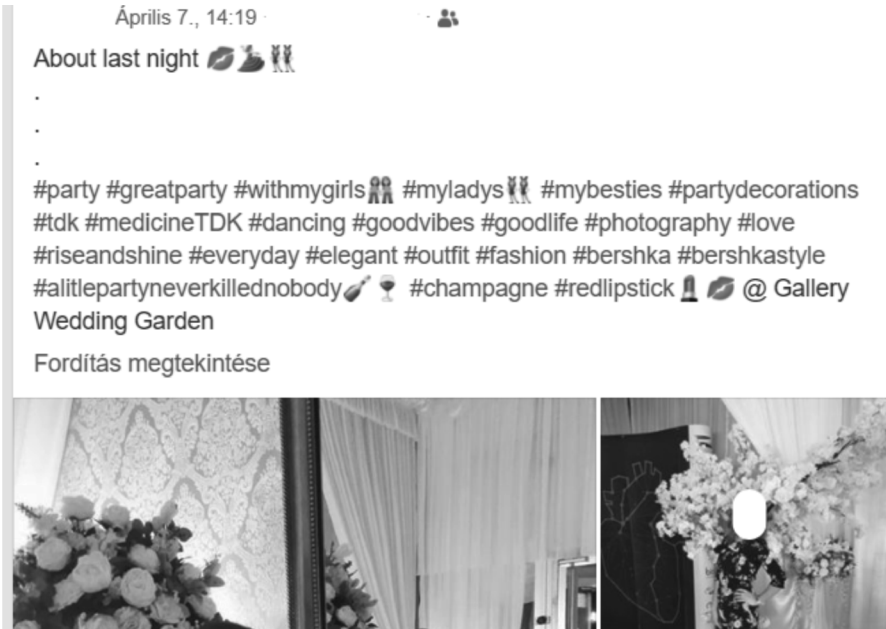 Április 7., 14:19
About last night 💋💃👯
.
.
.
#party #greatparty #withmygirls👭 #myladys👯 #mybesties #partydecorations
#tdk #medicineTDK #dancing #goodvibes #goodlife #photography #love
#riseandshine #everyday #elegant #outfit #fashion #bershka #bershkastyle
#alitlepartyneverkillednobody🍾🍷 #champagne #redlipstick💄💋 @ Gallery
Wedding Garden
Fordítás megtekintése